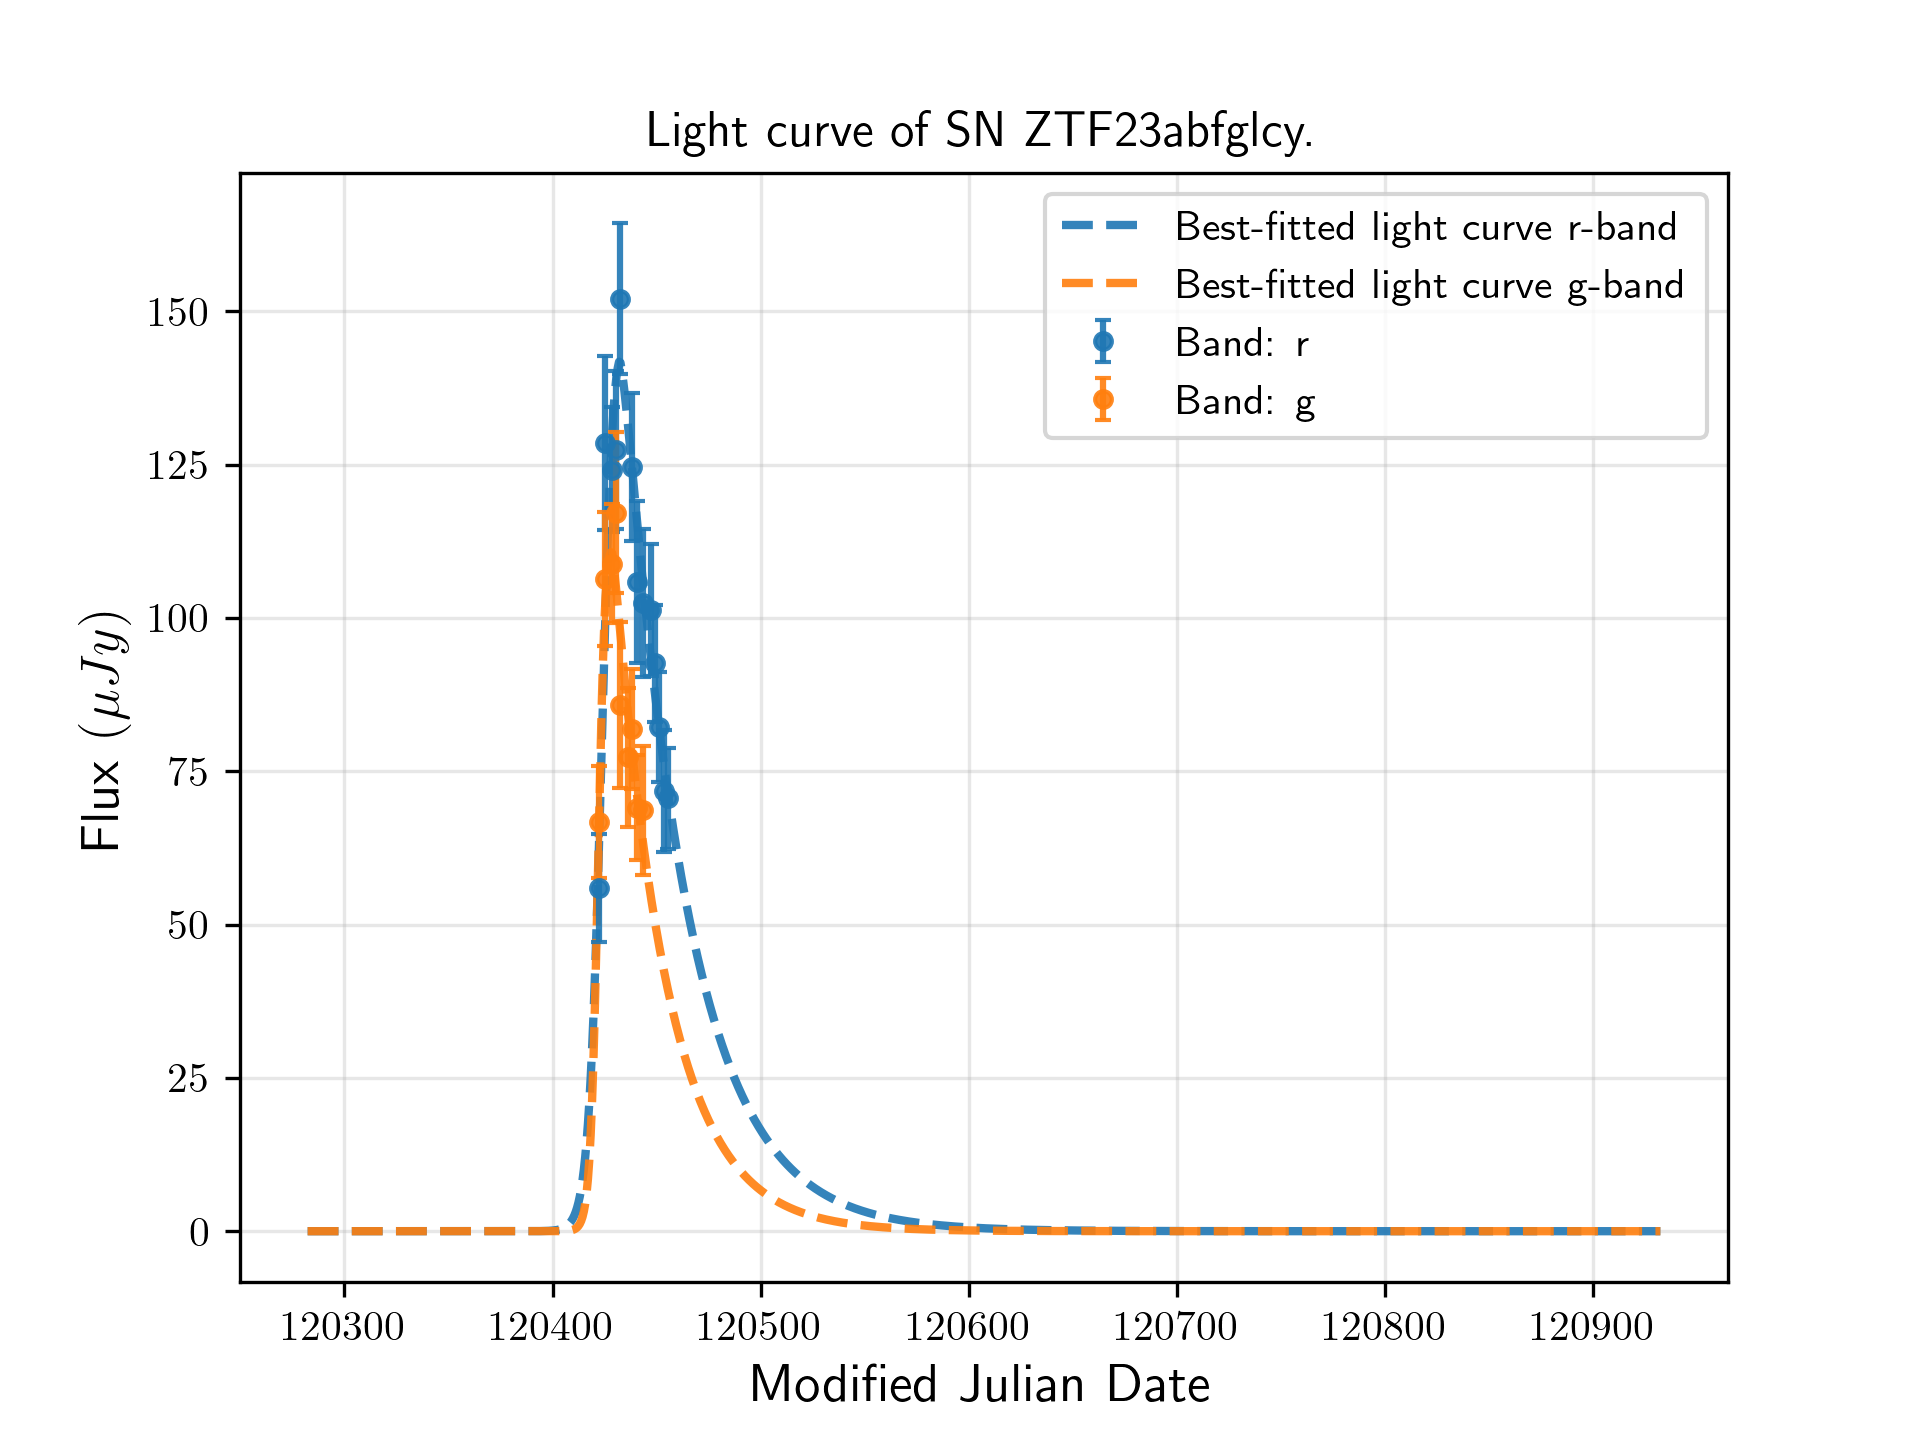 Light curve of SN ZTF23abfglcy.
Best-fitted light curve r-band
Best-fitted light curve g-band
Band: r
Band: g
Flux (μJy)
150
125
100
75
50
25
0
120300 120400 120500 120600 120700 120800 120900
Modified Julian Date